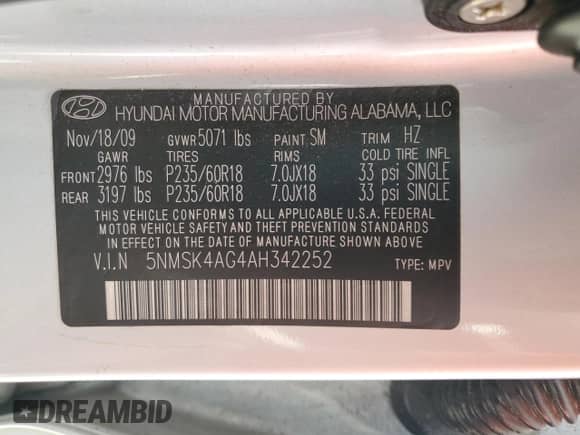 MANUFACTURED BY
HYUNDAI MOTOR MANUFACTURING ALABAMA, LLC
Nov/18/09 GVWR 5071 lbs PAINT SM TRIM HZ
GAWR TIRES RIMS COLD TIRE INFL
FRONT 2976 lbs P235/60R18 7.0JX18 33 psi SINGLE
REAR 3197 lbs P235/60R18 7.0JX18 33 psi SINGLE
THIS VEHICLE CONFORMS TO ALL APPLICABLE U.S.A. FEDERAL
MOTOR VEHICLE SAFETY AND THEFT PREVENTION STANDARDS
IN EFFECT ON THE DATE OF MANUFACTURE SHOWN ABOVE.
V.I.N 5NMSK4AG4AH342252 TYPE: MPV
DREAMBID